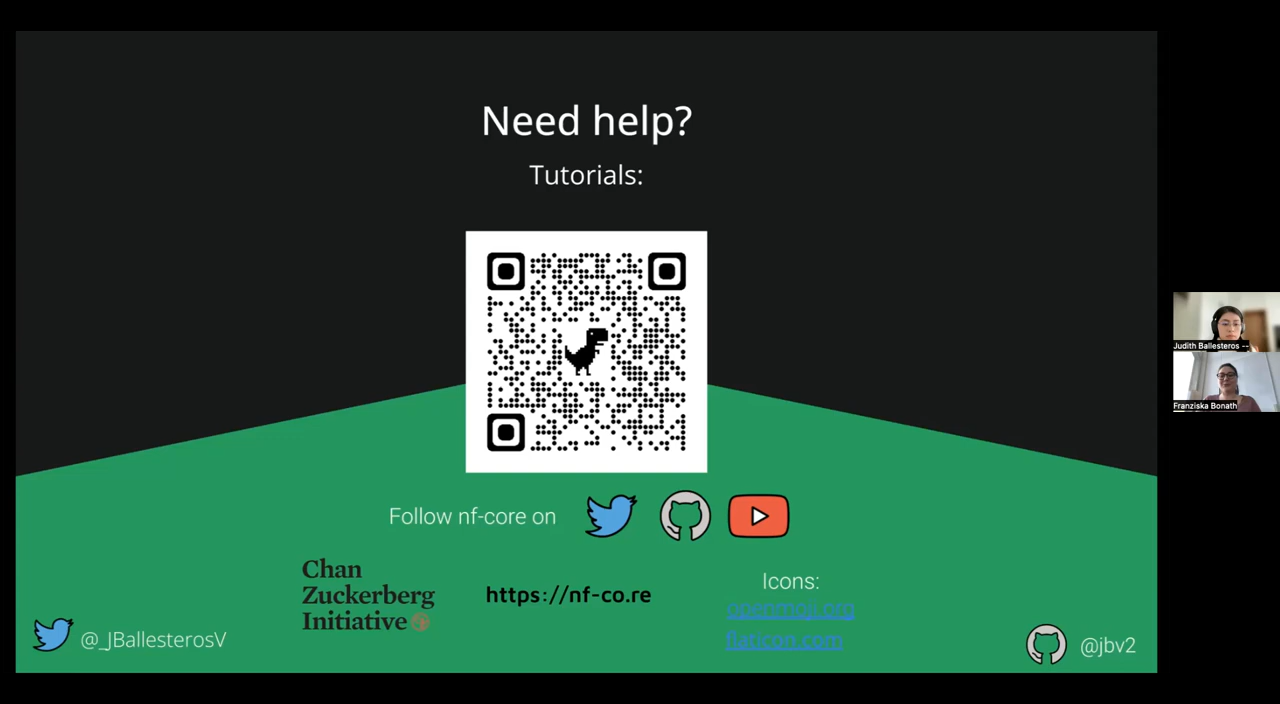 Need help?
Tutorials:
Follow nf-core on
Chan
Zuckerberg
Initiative
https://nf-co.re
Icons:
openmoji.org
flaticon.com
@_JBallesterosV
@jbv2
Judith Ballesteros --
Franziska Bonath